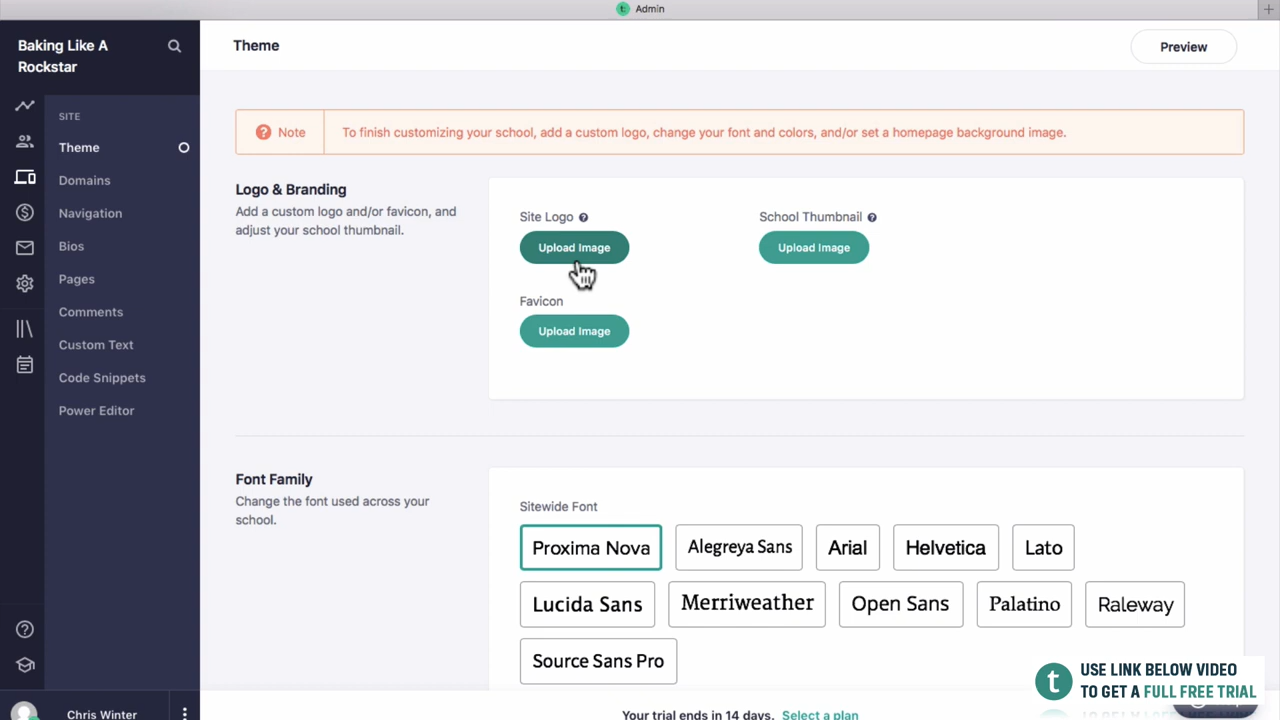 Admin
Baking Like A
Rockstar
Theme
Preview
SITE
Theme
Domains
Navigation
Bios
Pages
Comments
Custom Text
Code Snippets
Power Editor
Note
To finish customizing your school, add a custom logo, change your font and colors, and/or set a homepage background image.
Logo & Branding
Add a custom logo and/or favicon, and
adjust your school thumbnail.
Site Logo
School Thumbnail
Upload Image
Upload Image
Favicon
Upload Image
Font Family
Change the font used across your
school.
Sitewide Font
Proxima Nova
Alegreya Sans
Arial
Helvetica
Lato
Lucida Sans
Merriweather
Open Sans
Palatino
Raleway
Source Sans Pro
t
USE LINK BELOW VIDEO
TO GET A FULL FREE TRIAL
Chris Winter
Your trial ends in 14 days. Select a plan